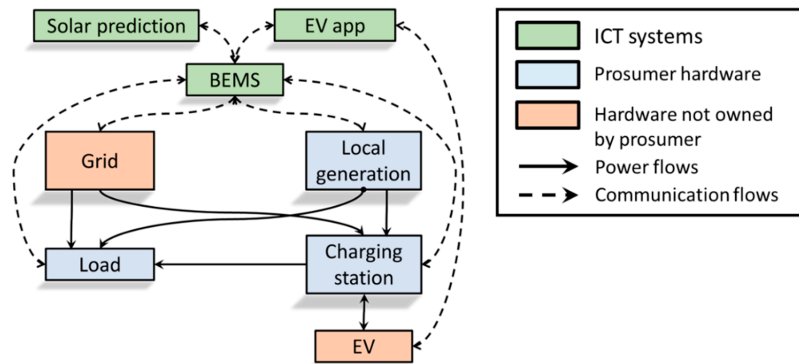 Solar prediction
EV app
BEMS
Grid
Local
generation
Load
Charging
station
EV
ICT systems
Prosumer hardware
Hardware not owned
by prosumer
Power flows
Communication flows